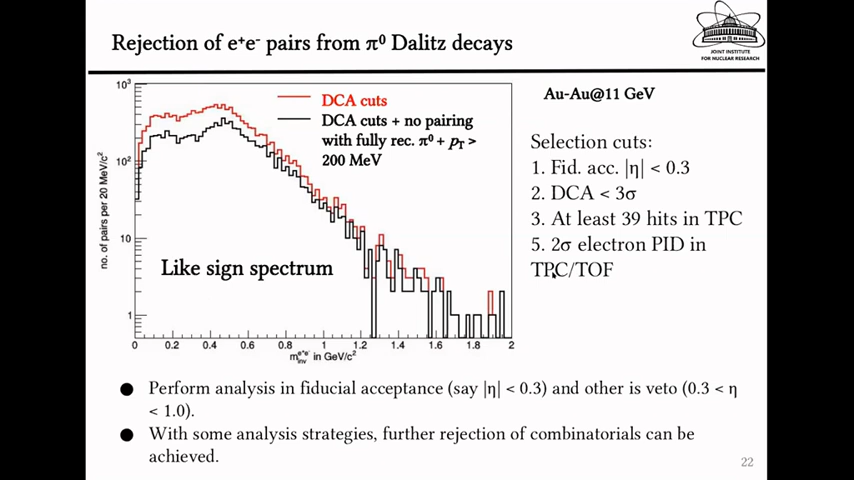 Rejection of e⁺e⁻ pairs from π⁰ Dalitz decays
JOINT INSTITUTE
FOR NUCLEAR RESEARCH
no. of pairs per 20 MeV/c²
10³
10²
10
1
DCA cuts
DCA cuts + no pairing
with fully rec. π⁰ + pT >
200 MeV
Like sign spectrum
0 0.2 0.4 0.6 0.8 1 1.2 1.4 1.6 1.8 2
m inv e⁺e⁻ in GeV/c²
Au-Au@11 GeV
Selection cuts:
1. Fid. acc. |η| < 0.3
2. DCA < 3σ
3. At least 39 hits in TPC
5. 2σ electron PID in
TPC/TOF
● Perform analysis in fiducial acceptance (say |η| < 0.3) and other is veto (0.3 < η
< 1.0).
● With some analysis strategies, further rejection of combinatorials can be
achieved.
22